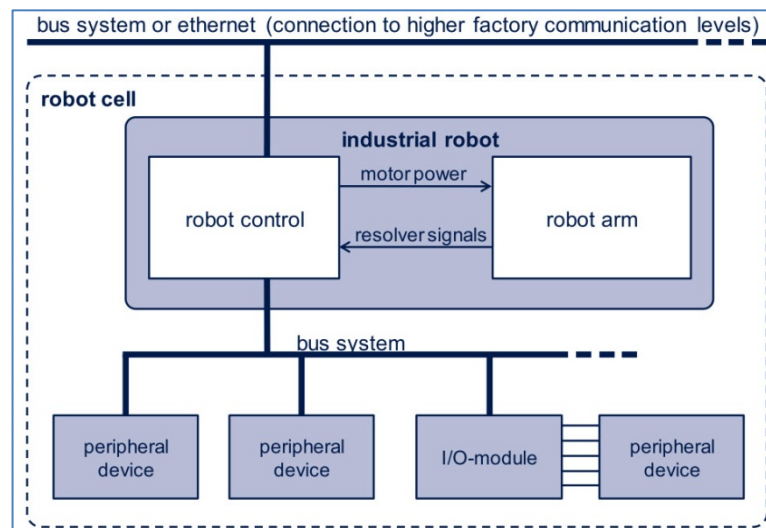 bus system or ethernet (connection to higher factory communication levels)
robot cell
industrial robot
robot control
motor power
resolver signals
robot arm
bus system
peripheral
device
peripheral
device
I/O-module
peripheral
device